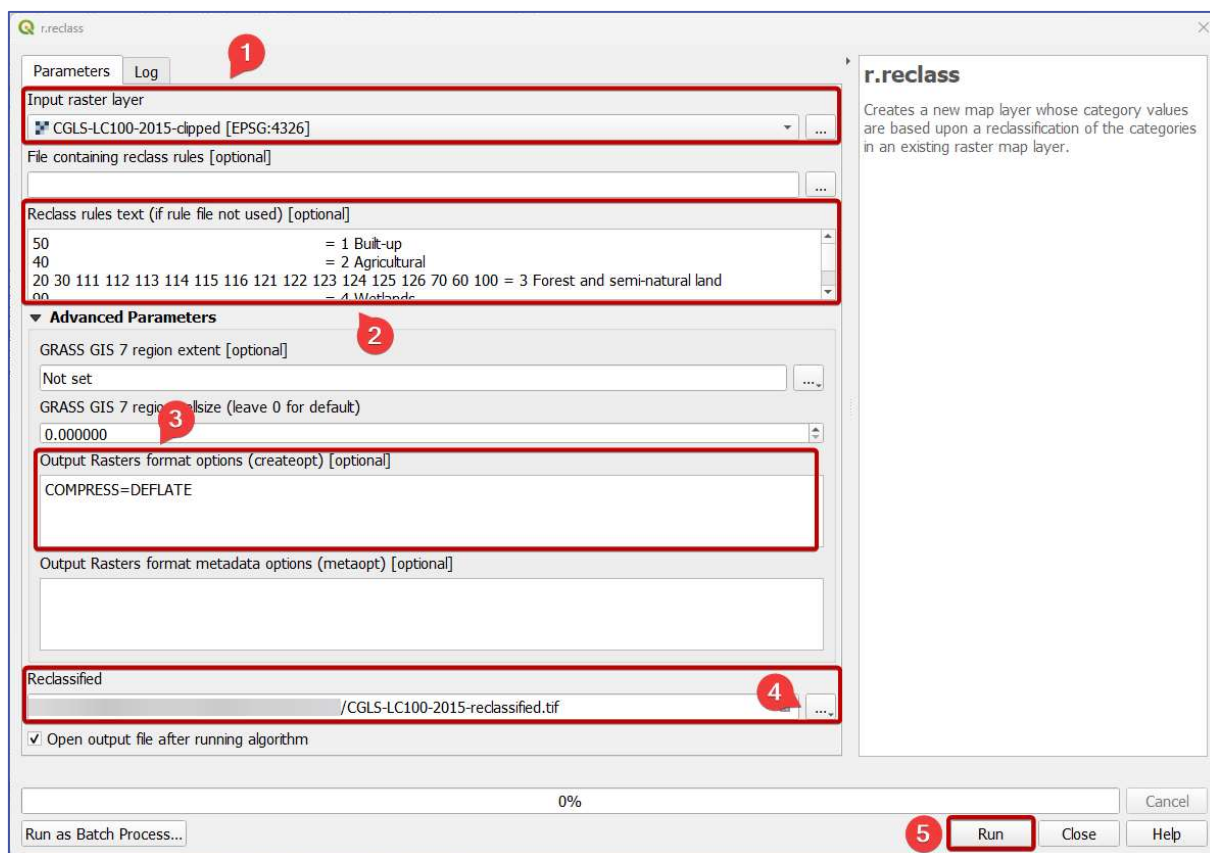 r.reclass
1
Parameters Log
Input raster layer
CGLS-LC100-2015-clipped [EPSG:4326] ...
File containing reclass rules [optional]
...
Reclass rules text (if rule file not used) [optional]
50 = 1 Built-up
40 = 2 Agricultural
20 30 111 112 113 114 115 116 121 122 123 124 125 126 70 60 100 = 3 Forest and semi-natural land
90 = 4 Wetlands
Advanced Parameters
2
GRASS GIS 7 region extent [optional]
Not set ...
GRASS GIS 7 region cellsize (leave 0 for default)
3
0.000000
Output Rasters format options (createopt) [optional]
COMPRESS=DEFLATE
Output Rasters format metadata options (metaopt) [optional]
Reclassified
/CGLS-LC100-2015-reclassified.tif 4 ...
Open output file after running algorithm
r.reclass
Creates a new map layer whose category values
are based upon a reclassification of the categories
in an existing raster map layer.
0% Cancel
Run as Batch Process... 5 Run Close Help